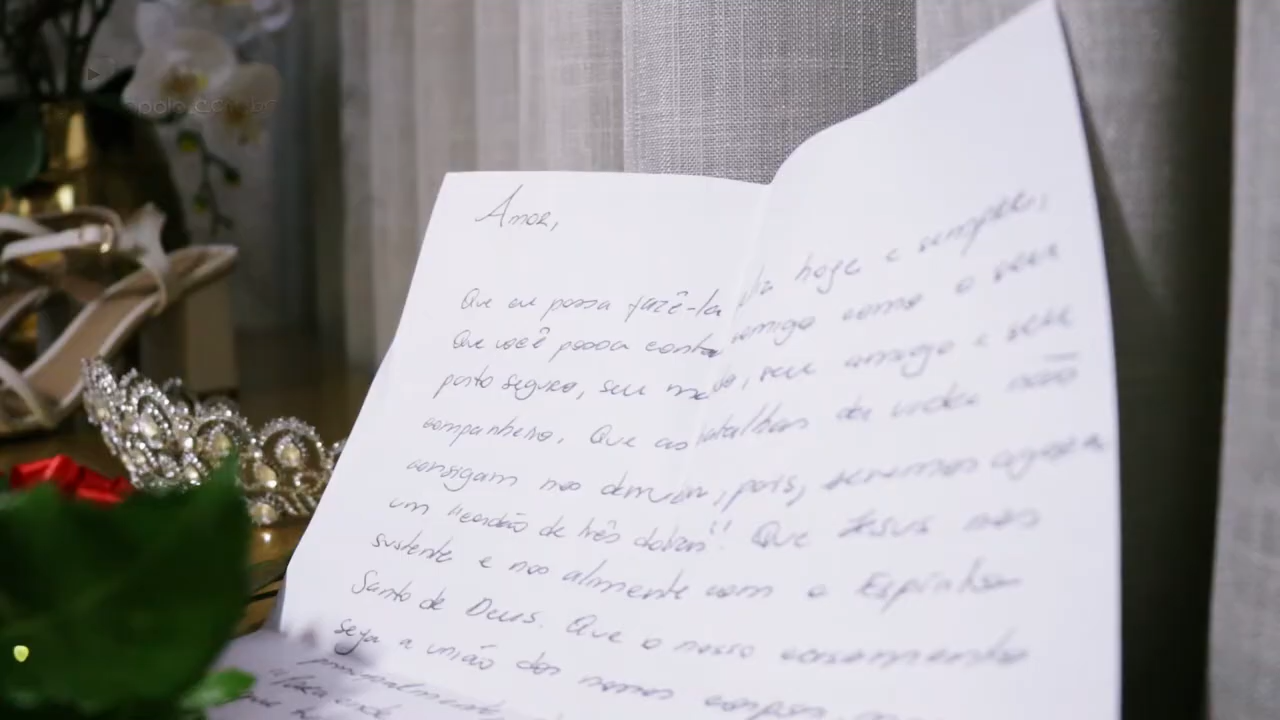 Amor,
Que eu possa fazê-la feliz hoje e sempre,
Que você possa contar comigo como o seu
porto seguro, seu marido, seu amigo e seu
companheiro. Que as batalhas da vida não
consigam nos derrubar, pois, seremos agora
um "cordão de três dobras". Que Jesus nos
sustente e nos alimente com o Espírito
Santo de Deus. Que o nosso casamento
seja a união dos nossos corpos,
principalmente